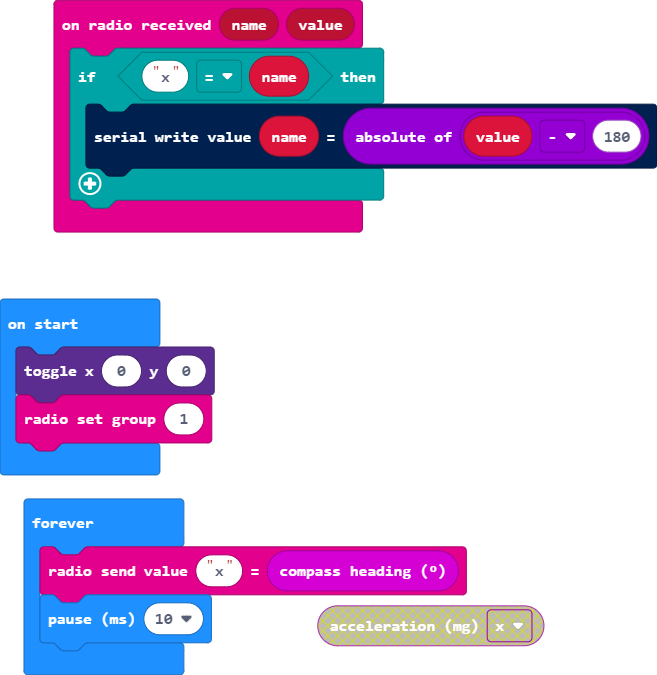 on radio received name value
if "x" = name then
serial write value name = absolute of value - 180
on start
toggle x 0 y 0
radio set group 1
forever
radio send value "x" = compass heading (º)
pause (ms) 10
acceleration (mg) x